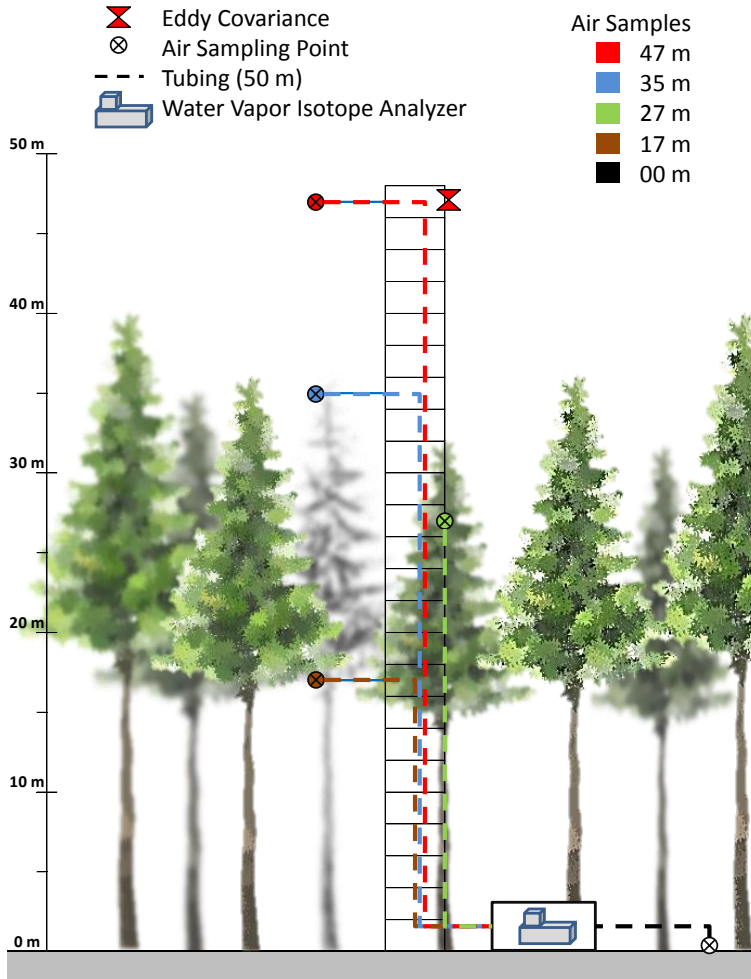 Eddy Covariance
Air Sampling Point
Tubing (50 m)
Water Vapor Isotope Analyzer
Air Samples
47 m
35 m
27 m
17 m
00 m
50 m
40 m
30 m
20 m
10 m
0 m